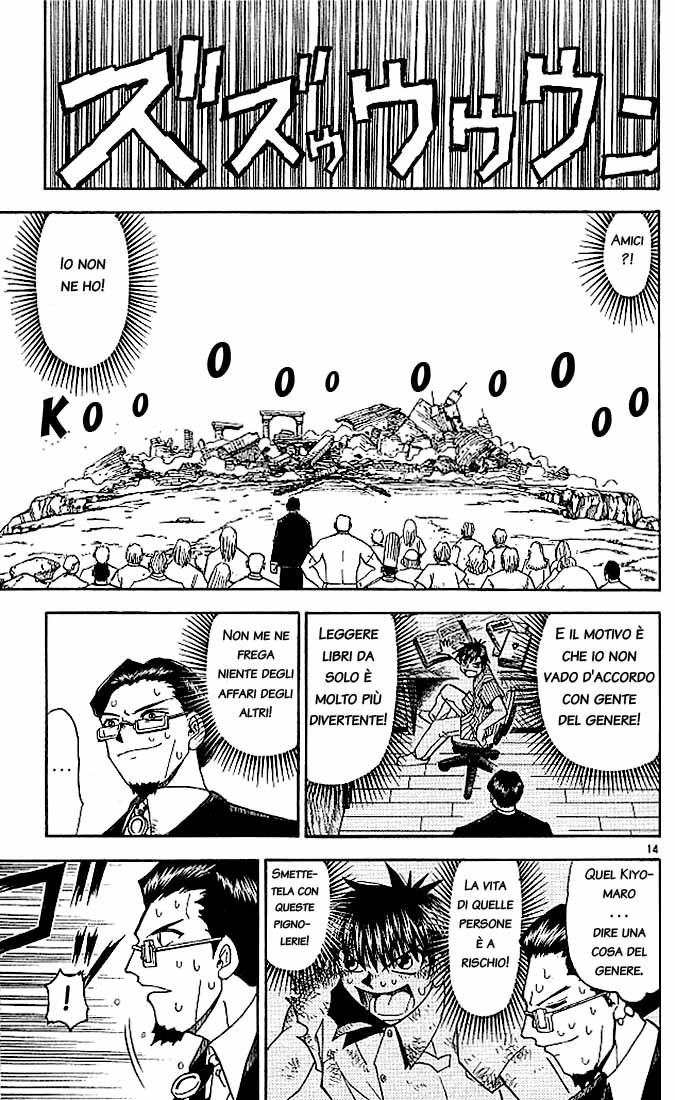 ズズゥウゥウン
AMICI
?!
IO NON
NE HO!
KOOOOOOOOOO
E IL MOTIVO È
CHE IO NON
VADO D'ACCORDO
CON GENTE
DEL GENERE!
LEGGERE
LIBRI DA
SOLO È
MOLTO PIÙ
DIVERTENTE!
NON ME NE
FREGA
NIENTE DEGLI
AFFARI DEGLI
ALTRI!
...
14
QUEL KIYO-
MARO
...
DIRE UNA
COSA DEL
GENERE.
LA VITA
DI QUELLE
PERSONE
È A
RISCHIO!
SMETTE-
TELA CON
QUESTE
PIGNO-
LERIE!
!